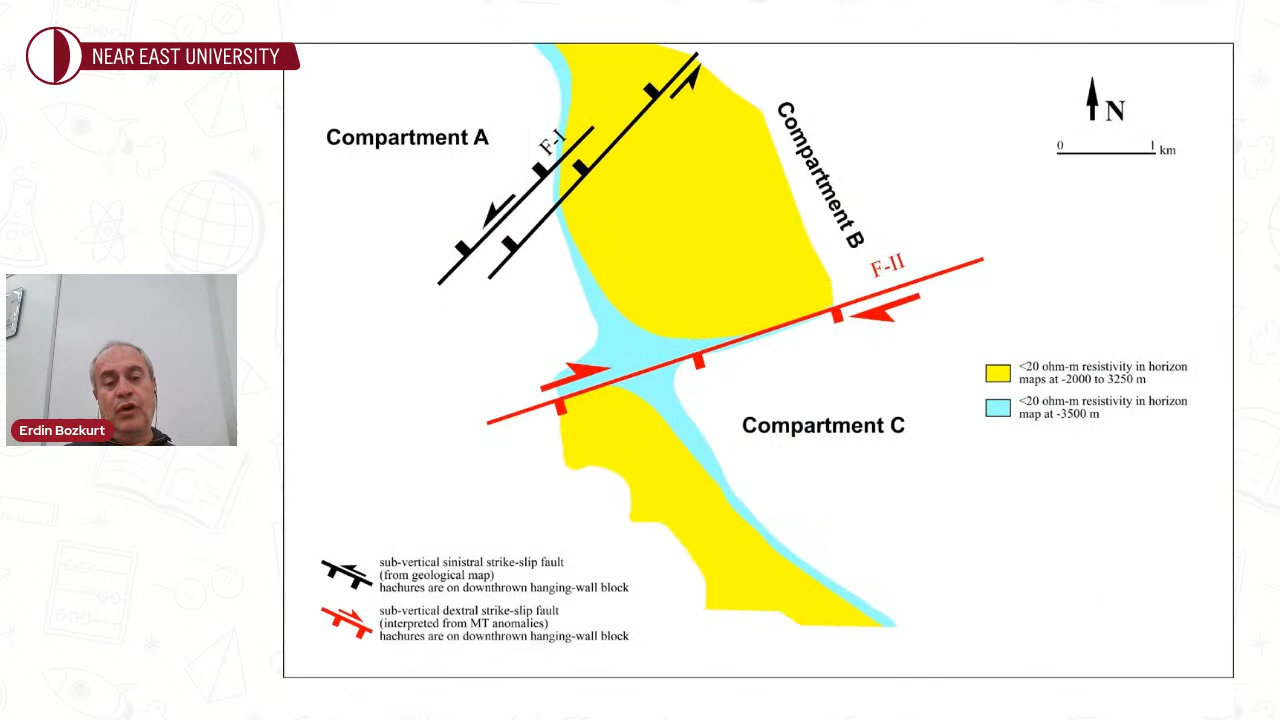 NEAR EAST UNIVERSITY
Compartment A
F-I
Compartment B
N
0 1 km
F-II
<20 ohm-m resistivity in horizon
maps at -2000 to 3250 m
<20 ohm-m resistivity in horizon
map at -3500 m
Compartment C
Erdin Bozkurt
sub-vertical sinistral strike-slip fault
(from geological map)
hachures are on downthrown hanging-wall block
sub-vertical dextral strike-slip fault
(interpreted from MT anomalies)
hachures are on downthrown hanging-wall block